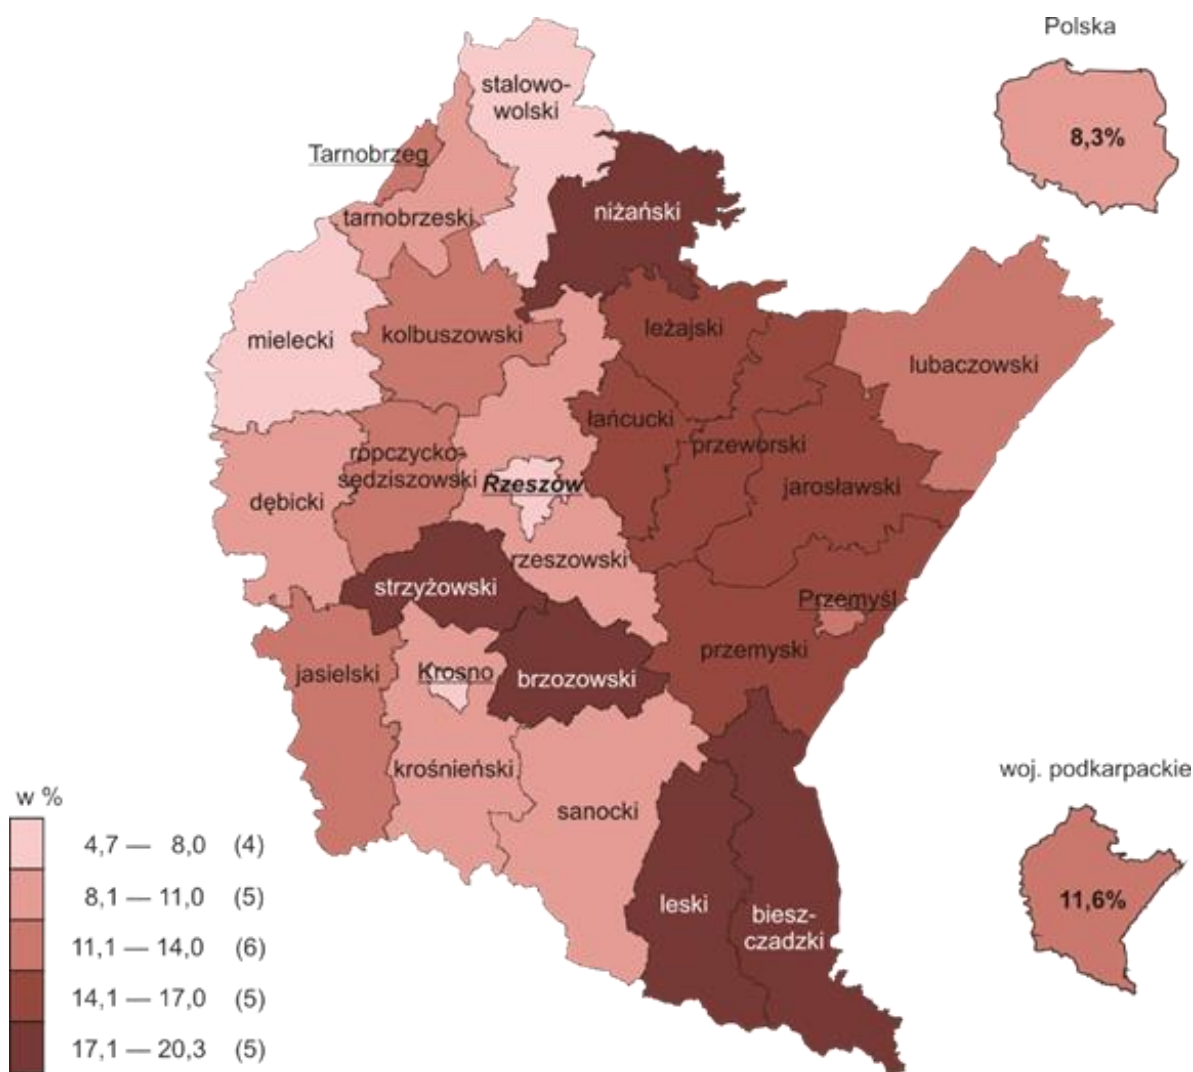 Polska
8,3%
stalowo-
wolski
Tarnobrzeg
tarnobrzeski
niżański
mielecki
kolbuszowski
leżajski
lubaczowski
łańcucki
przeworski
ropczycko-
sędziszowski
Rzeszów
jarosławski
dębicki
rzeszowski
strzyżowski
Przemyśl
przemyski
jasielski
Krosno
brzozowski
krośnieński
sanocki
leski
biesz-
czadzki
woj. podkarpackie
11,6%
w %
4,7 — 8,0 (4)
8,1 — 11,0 (5)
11,1 — 14,0 (6)
14,1 — 17,0 (5)
17,1 — 20,3 (5)